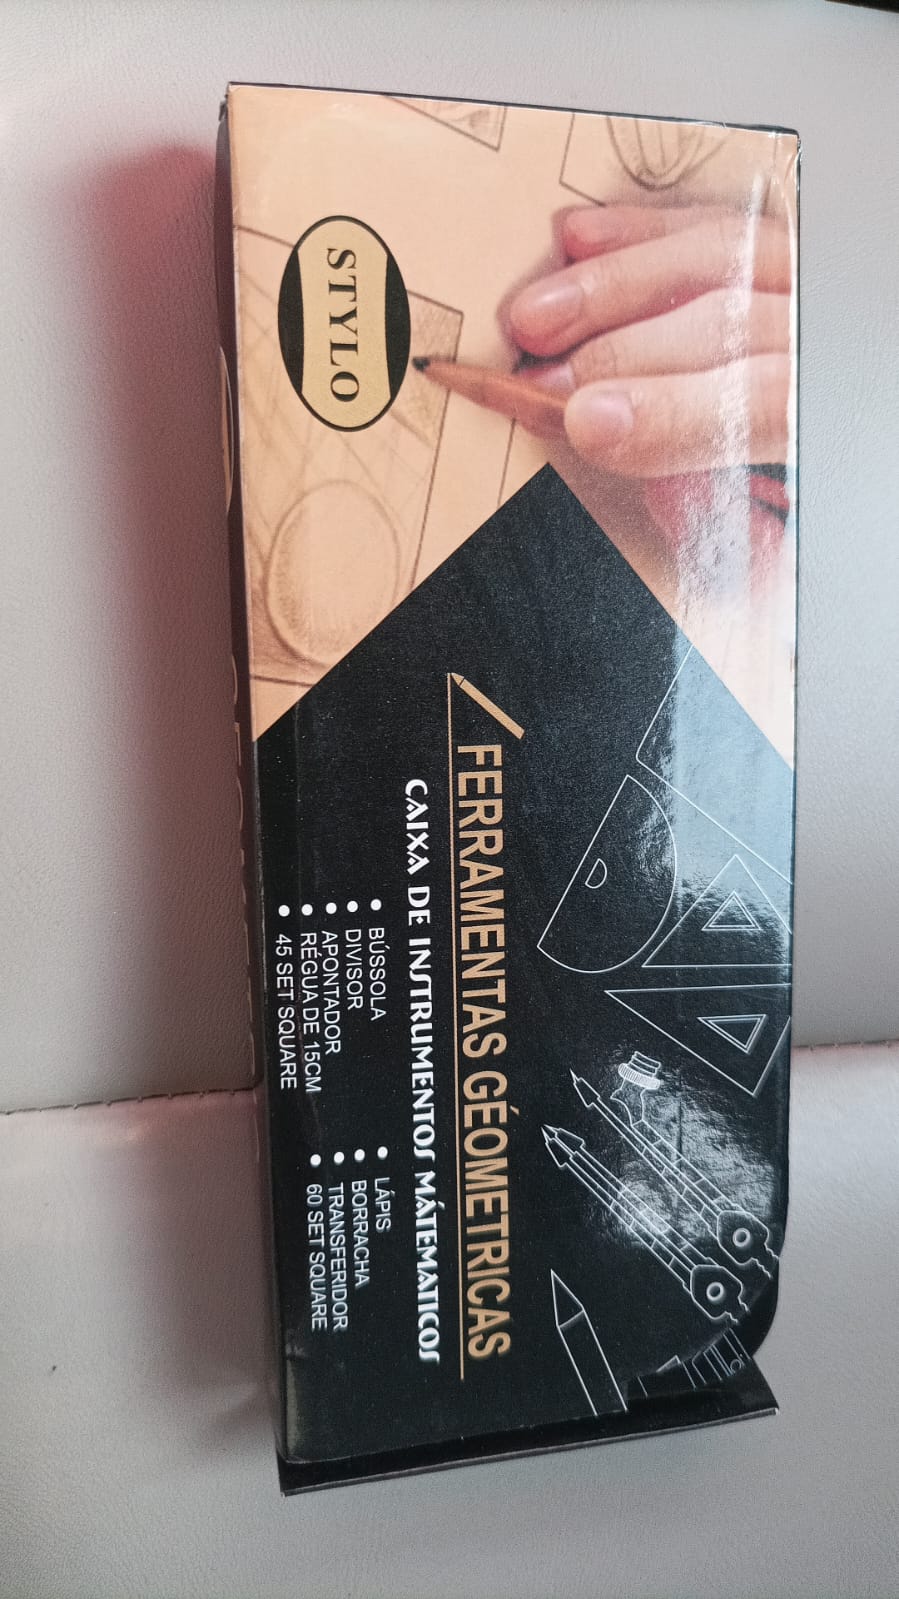 STYLO
FERRAMENTAS GÉOMETRICAS
CAIXA DE INSTRUMENTOS MÁTEMATICOS
• BÚSSOLA
• DIVISOR
• APONTADOR
• RÉGUA DE 15CM
• 45 SET SQUARE
• LÁPIS
• BORRACHA
• TRANSFERIDOR
• 60 SET SQUARE